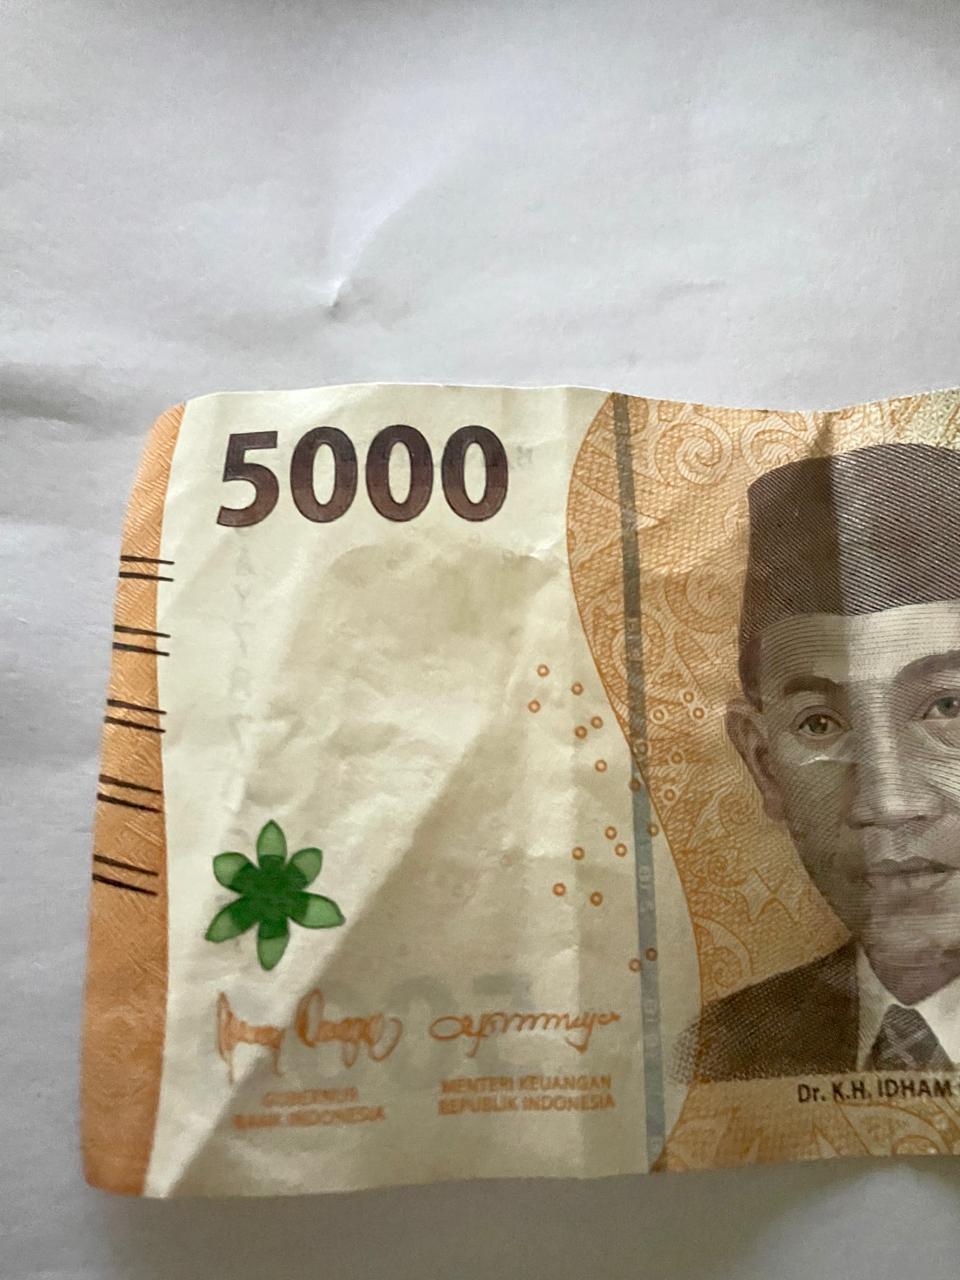 5000
GUBERNUR
BANK INDONESIA
MENTERI KEUANGAN
REPUBLIK INDONESIA
Dr. K.H. IDHAM